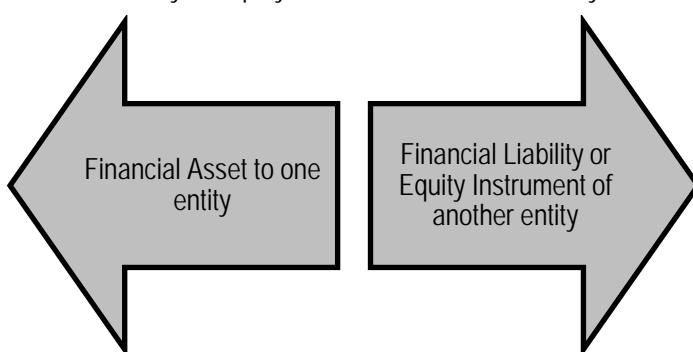 Financial Asset to one
entity
Financial Liability or
Equity Instrument of
another entity